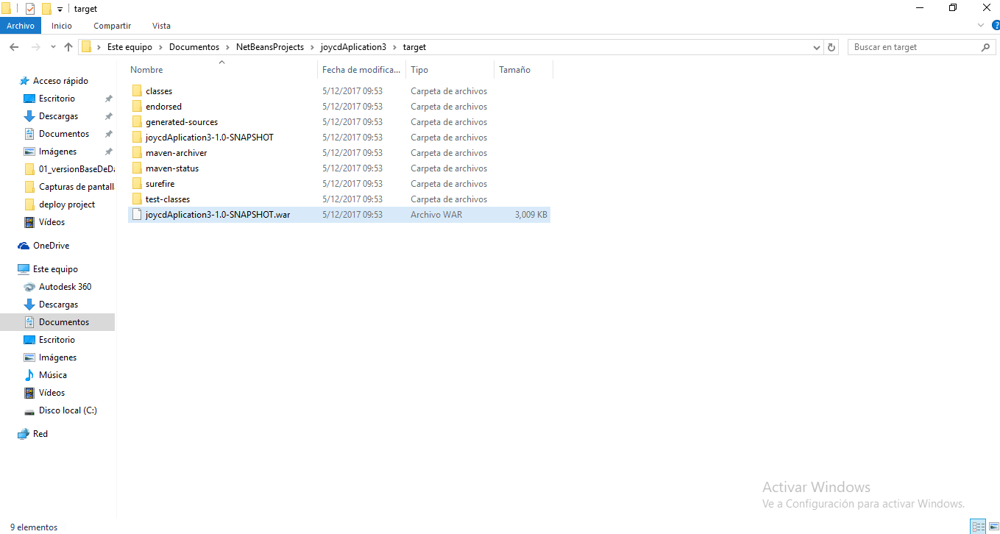 target
Archivo Inicio Compartir Vista
Este equipo Documentos NetBeansProjects joycdAplication3 target Buscar en target
Nombre Fecha de modifica... Tipo Tamaño
classes 5/12/2017 09:53 Carpeta de archivos
endorsed 5/12/2017 09:53 Carpeta de archivos
generated-sources 5/12/2017 09:53 Carpeta de archivos
joycdAplication3-1.0-SNAPSHOT 5/12/2017 09:53 Carpeta de archivos
maven-archiver 5/12/2017 09:53 Carpeta de archivos
maven-status 5/12/2017 09:53 Carpeta de archivos
surefire 5/12/2017 09:53 Carpeta de archivos
test-classes 5/12/2017 09:53 Carpeta de archivos
joycdAplication3-1.0-SNAPSHOT.war 5/12/2017 09:53 Archivo WAR 3,009 KB
Acceso rápido
Escritorio
Descargas
Documentos
Imágenes
01_versionBaseDeDa
Capturas de pantall
deploy project
Vídeos
OneDrive
Este equipo
Autodesk 360
Descargas
Documentos
Escritorio
Imágenes
Música
Vídeos
Disco local (C:)
Red
Activar Windows
Ve a Configuración para activar Windows.
9 elementos